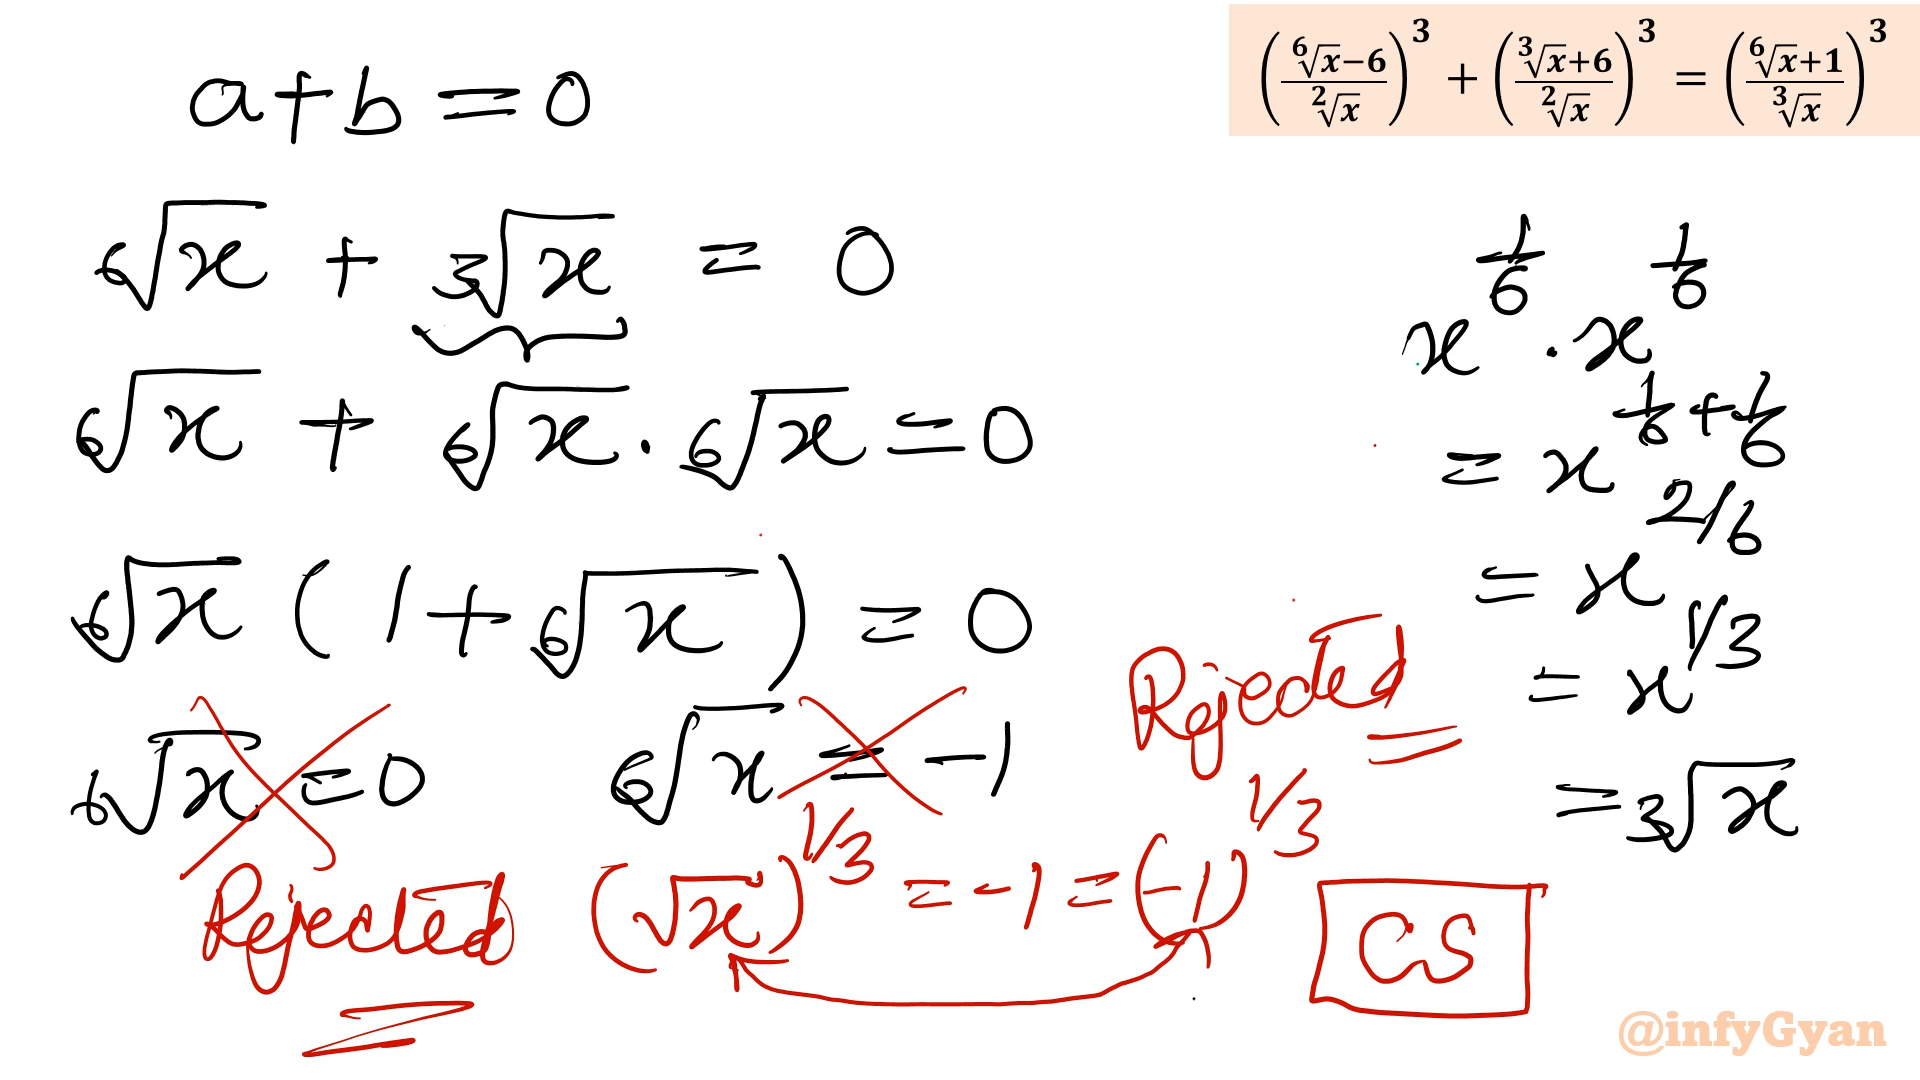 a+b=0
(⁶√x−6 / ²√x)³ + (³√x+6 / ²√x)³ = (⁶√x+1 / ³√x)³
6√x + 3√x = 0
6√x + 6√x . 6√x = 0
6√x (1 + 6√x) = 0
6√x = 0
6√x = -1
Rejected
Rejected
(√x)^1/3 = -1 = (-1)^1/3
x^1/6 . x^1/6
= x^1/6+1/6
= x^2/6
= x^1/3
= 3√x
CS
@infyGyan